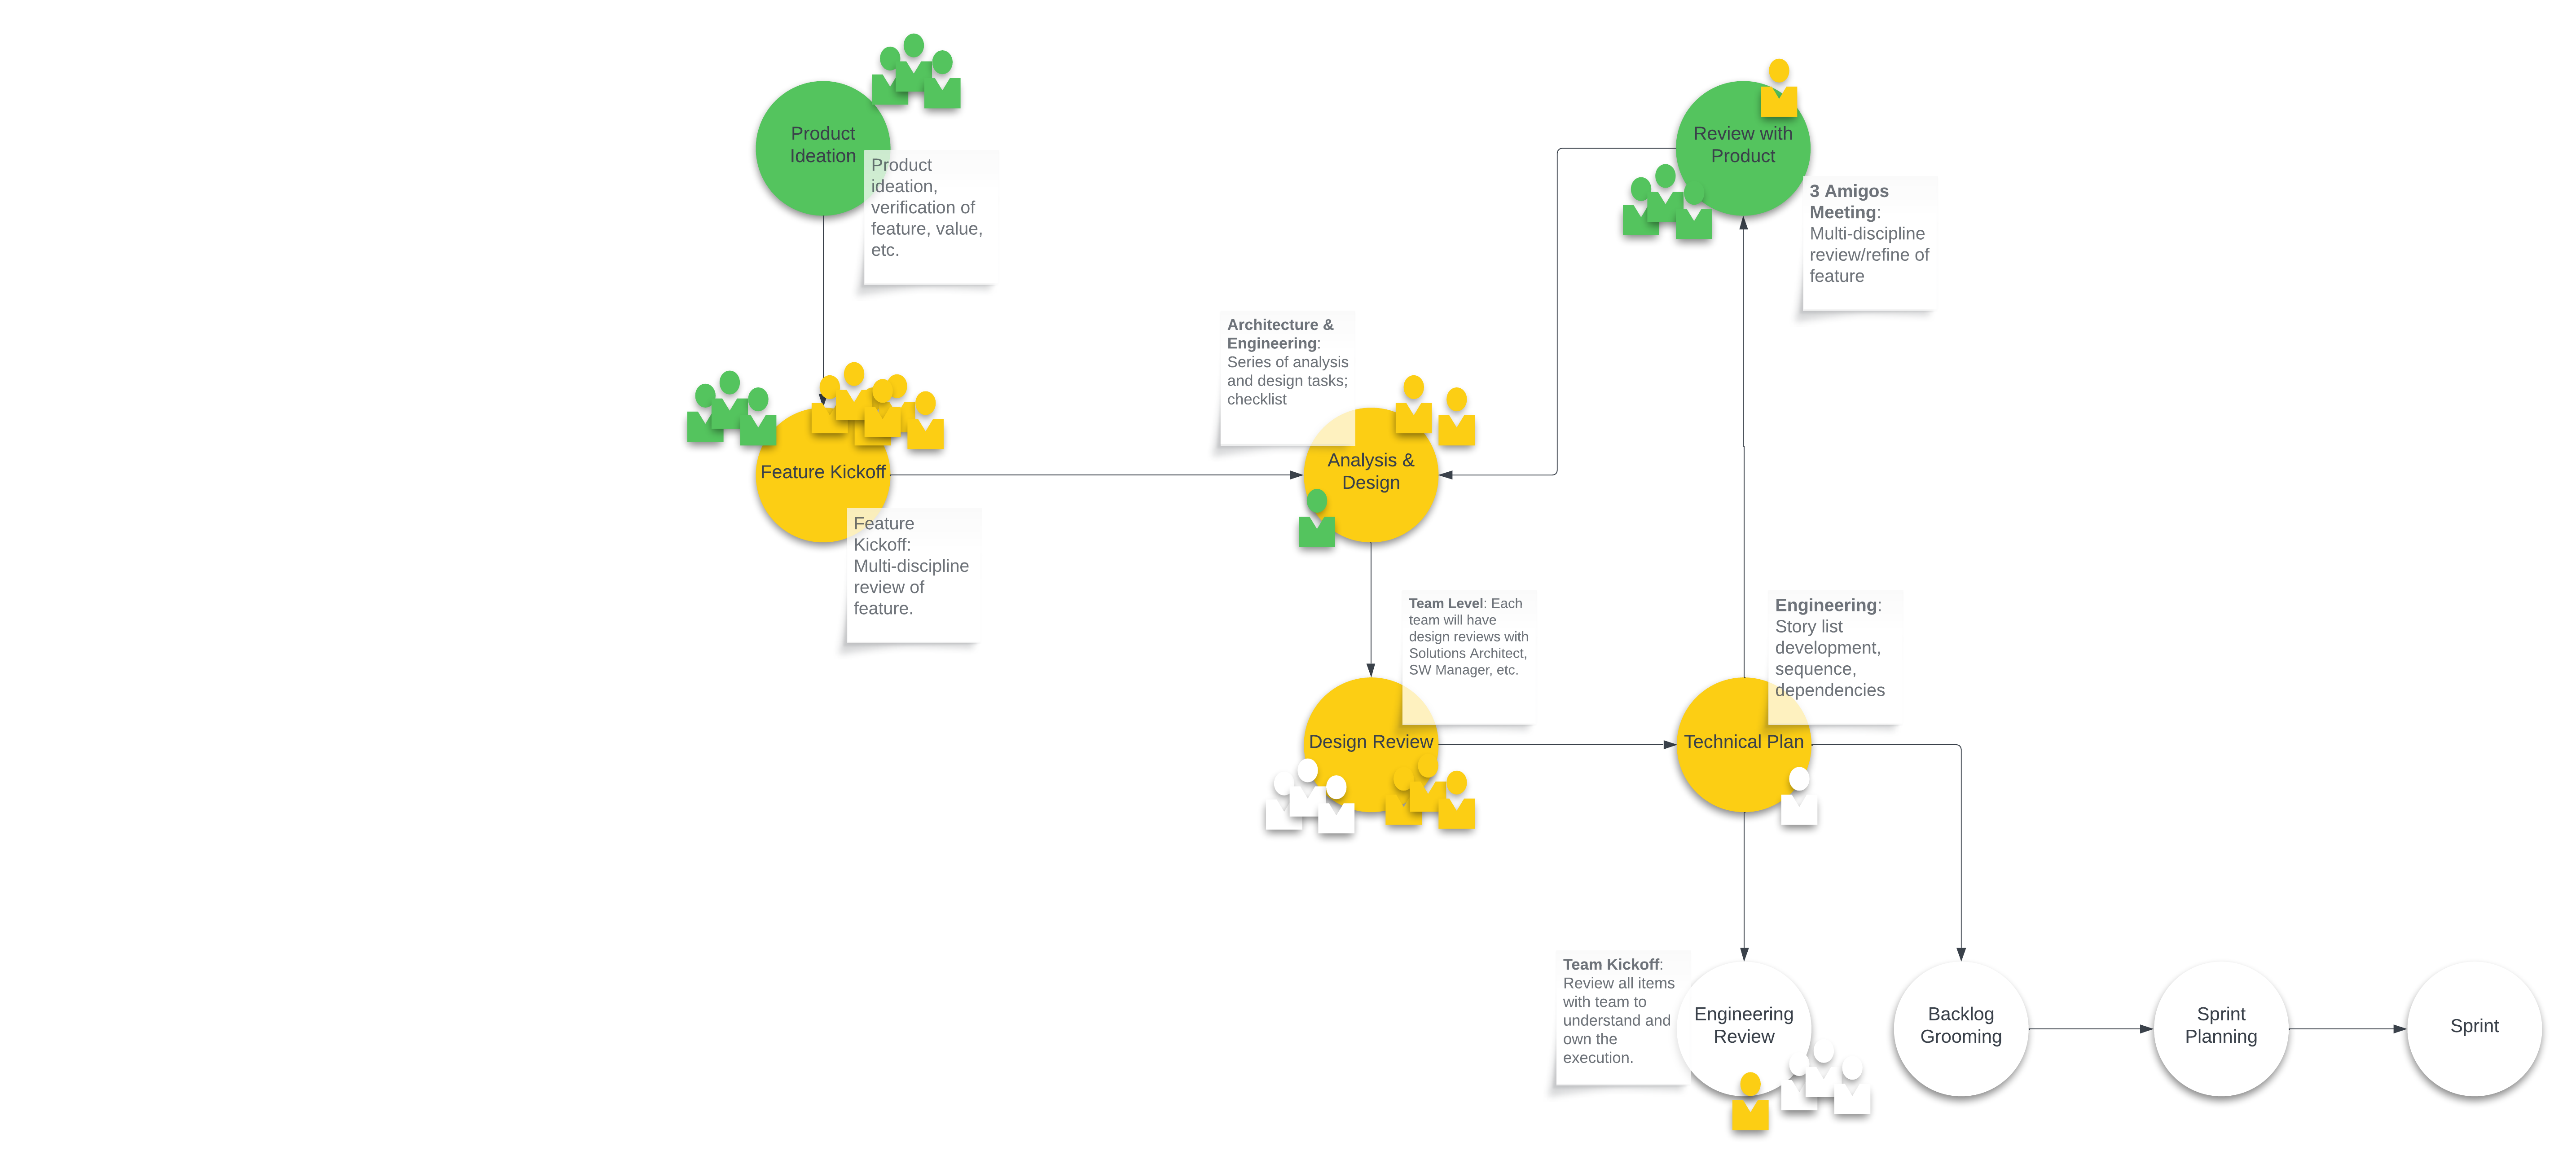 Product
Ideation
Product
ideation,
verification of
feature, value,
etc.
Review with
Product
3 Amigos
Meeting:
Multi-discipline
review/refine of
feature
Architecture &
Engineering:
Series of analysis
and design tasks;
checklist
Feature Kickoff
Analysis &
Design
Feature
Kickoff:
Multi-discipline
review of
feature.
Team Level: Each
team will have
design reviews with
Solutions Architect,
SW Manager, etc.
Engineering:
Story list
development,
sequence,
dependencies
Design Review
Technical Plan
Team Kickoff:
Review all items
with team to
understand and
own the
execution.
Engineering
Review
Backlog
Grooming
Sprint
Planning
Sprint